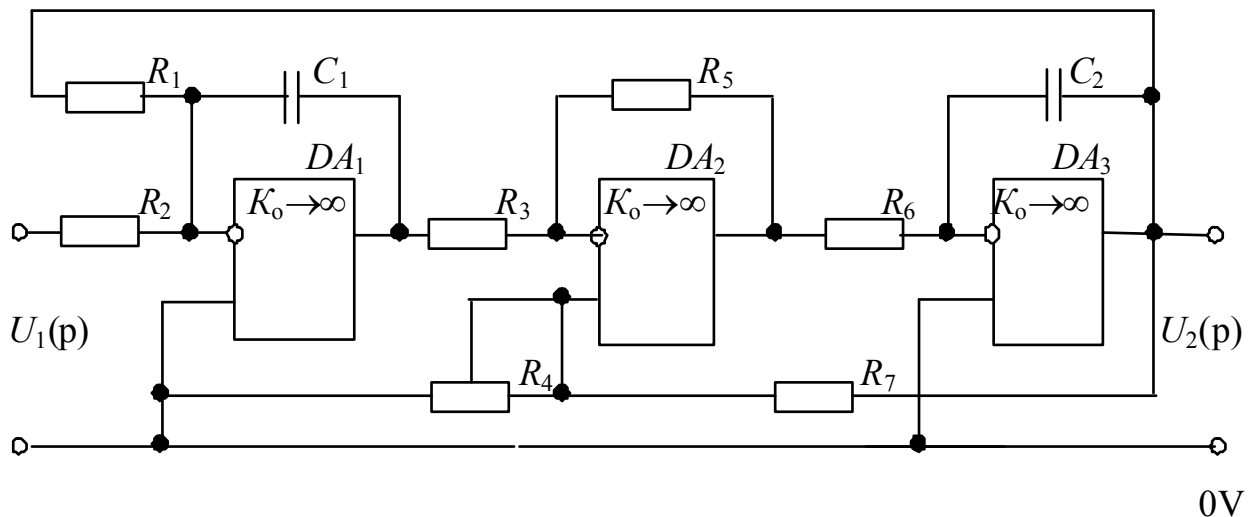 R₁
C₁
R₅
C₂
DA₁
DA₂
DA₃
R₂
K₀→∞
R₃
K₀→∞
R₆
K₀→∞
U₁(p)
U₂(p)
R₄
R₇
0V